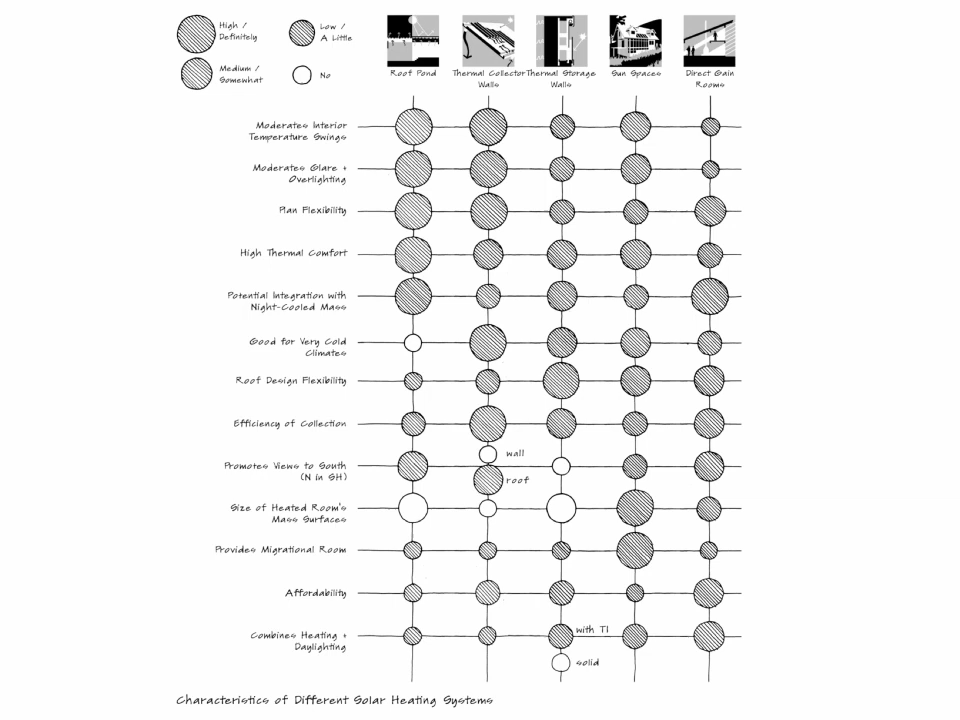 High /
Definitely
Low /
A Little
Medium /
Somewhat
No
Roof Pond
Thermal Collector
Walls
Thermal Storage
Walls
Sun Spaces
Direct Gain
Rooms
Moderates Interior
Temperature Swings
Moderates Glare +
Overlighting
Plan Flexibility
High Thermal Comfort
Potential Integration with
Night-Cooled Mass
Good for Very Cold
Climates
Roof Design Flexibility
Efficiency of Collection
wall
Promotes Views to South
(N in SH)
roof
Size of Heated Room's
Mass Surfaces
Provides Migrational Room
Affordability
Combines Heating +
Daylighting
with TI
solid
Characteristics of Different Solar Heating Systems